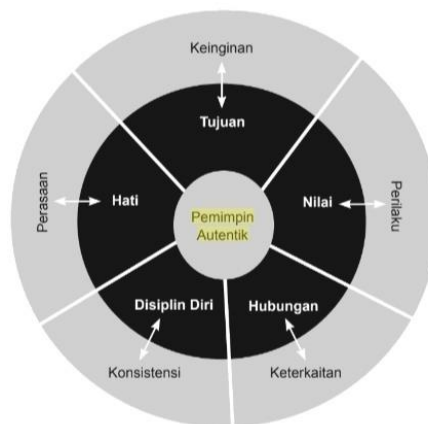 Keinginan
Tujuan
Perasaan
Hati
Pemimpin
Autentik
Nilai
Perilaku
Disiplin Diri
Hubungan
Konsistensi
Keterkaitan